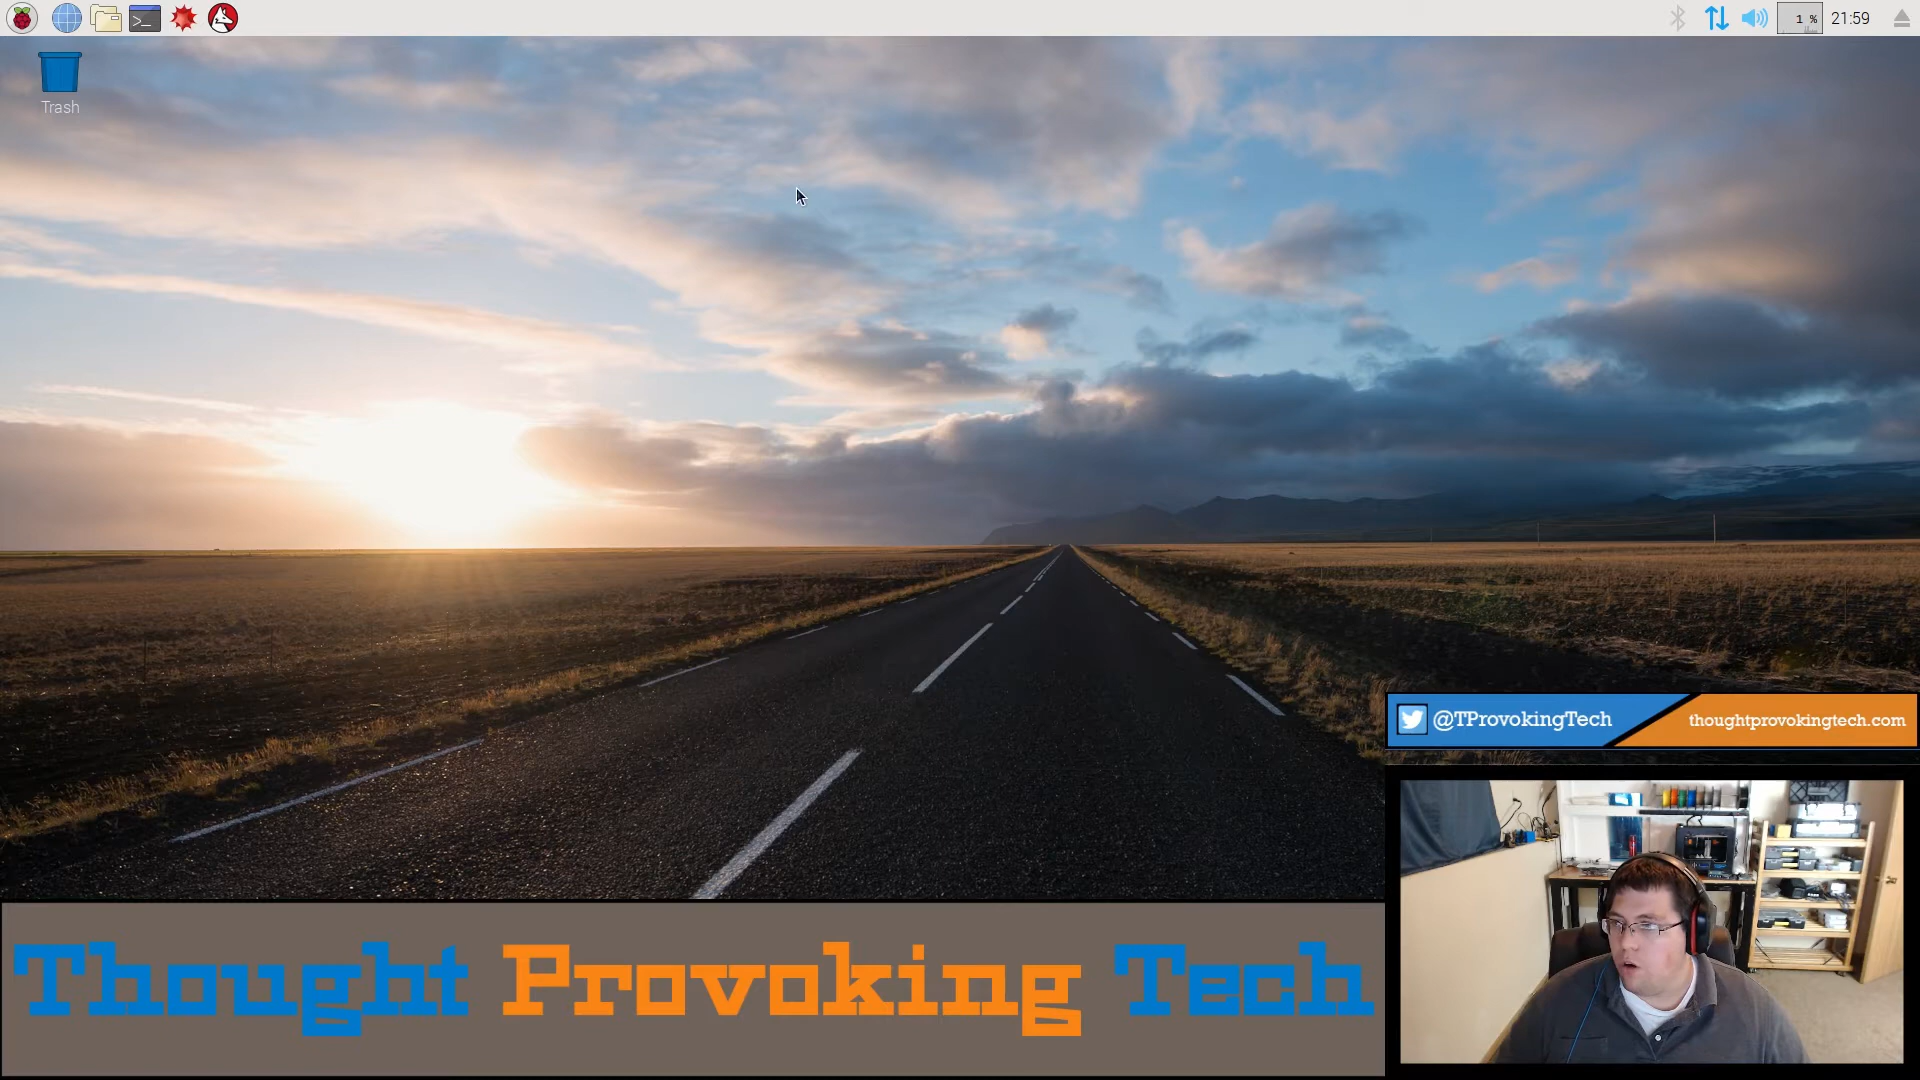 1 %
21:59
Trash
@TProvokingTech
thoughtprovokingtech.com
Thought Provoking Tech